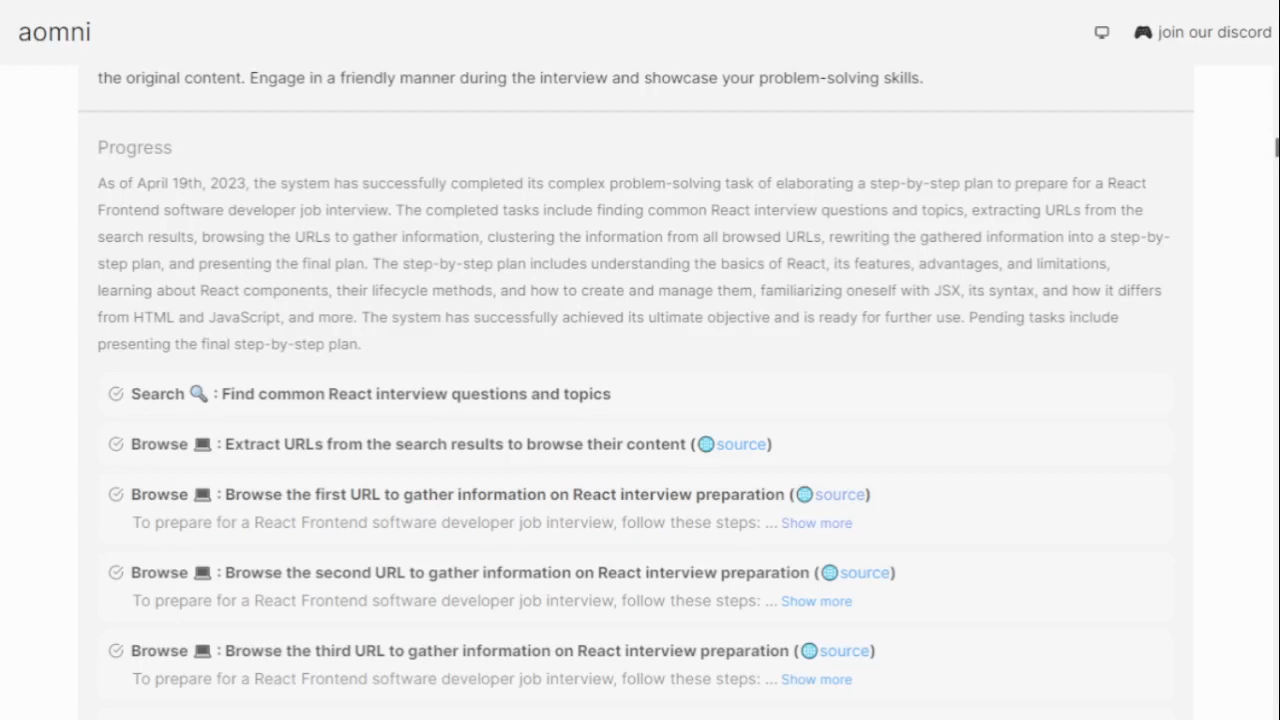 aomni
join our discord
the original content. Engage in a friendly manner during the interview and showcase your problem-solving skills.
Progress
As of April 19th, 2023, the system has successfully completed its complex problem-solving task of elaborating a step-by-step plan to prepare for a React
Frontend software developer job interview. The completed tasks include finding common React interview questions and topics, extracting URLs from the
search results, browsing the URLs to gather information, clustering the information from all browsed URLs, rewriting the gathered information into a step-by-
step plan, and presenting the final plan. The step-by-step plan includes understanding the basics of React, its features, advantages, and limitations,
learning about React components, their lifecycle methods, and how to create and manage them, familiarizing oneself with JSX, its syntax, and how it differs
from HTML and JavaScript, and more. The system has successfully achieved its ultimate objective and is ready for further use. Pending tasks include
presenting the final step-by-step plan.
Search 🔍 : Find common React interview questions and topics
Browse 💻 : Extract URLs from the search results to browse their content (🌐source)
Browse 💻 : Browse the first URL to gather information on React interview preparation (🌐source)
To prepare for a React Frontend software developer job interview, follow these steps: ... Show more
Browse 💻 : Browse the second URL to gather information on React interview preparation (🌐source)
To prepare for a React Frontend software developer job interview, follow these steps: ... Show more
Browse 💻 : Browse the third URL to gather information on React interview preparation (🌐source)
To prepare for a React Frontend software developer job interview, follow these steps: ... Show more